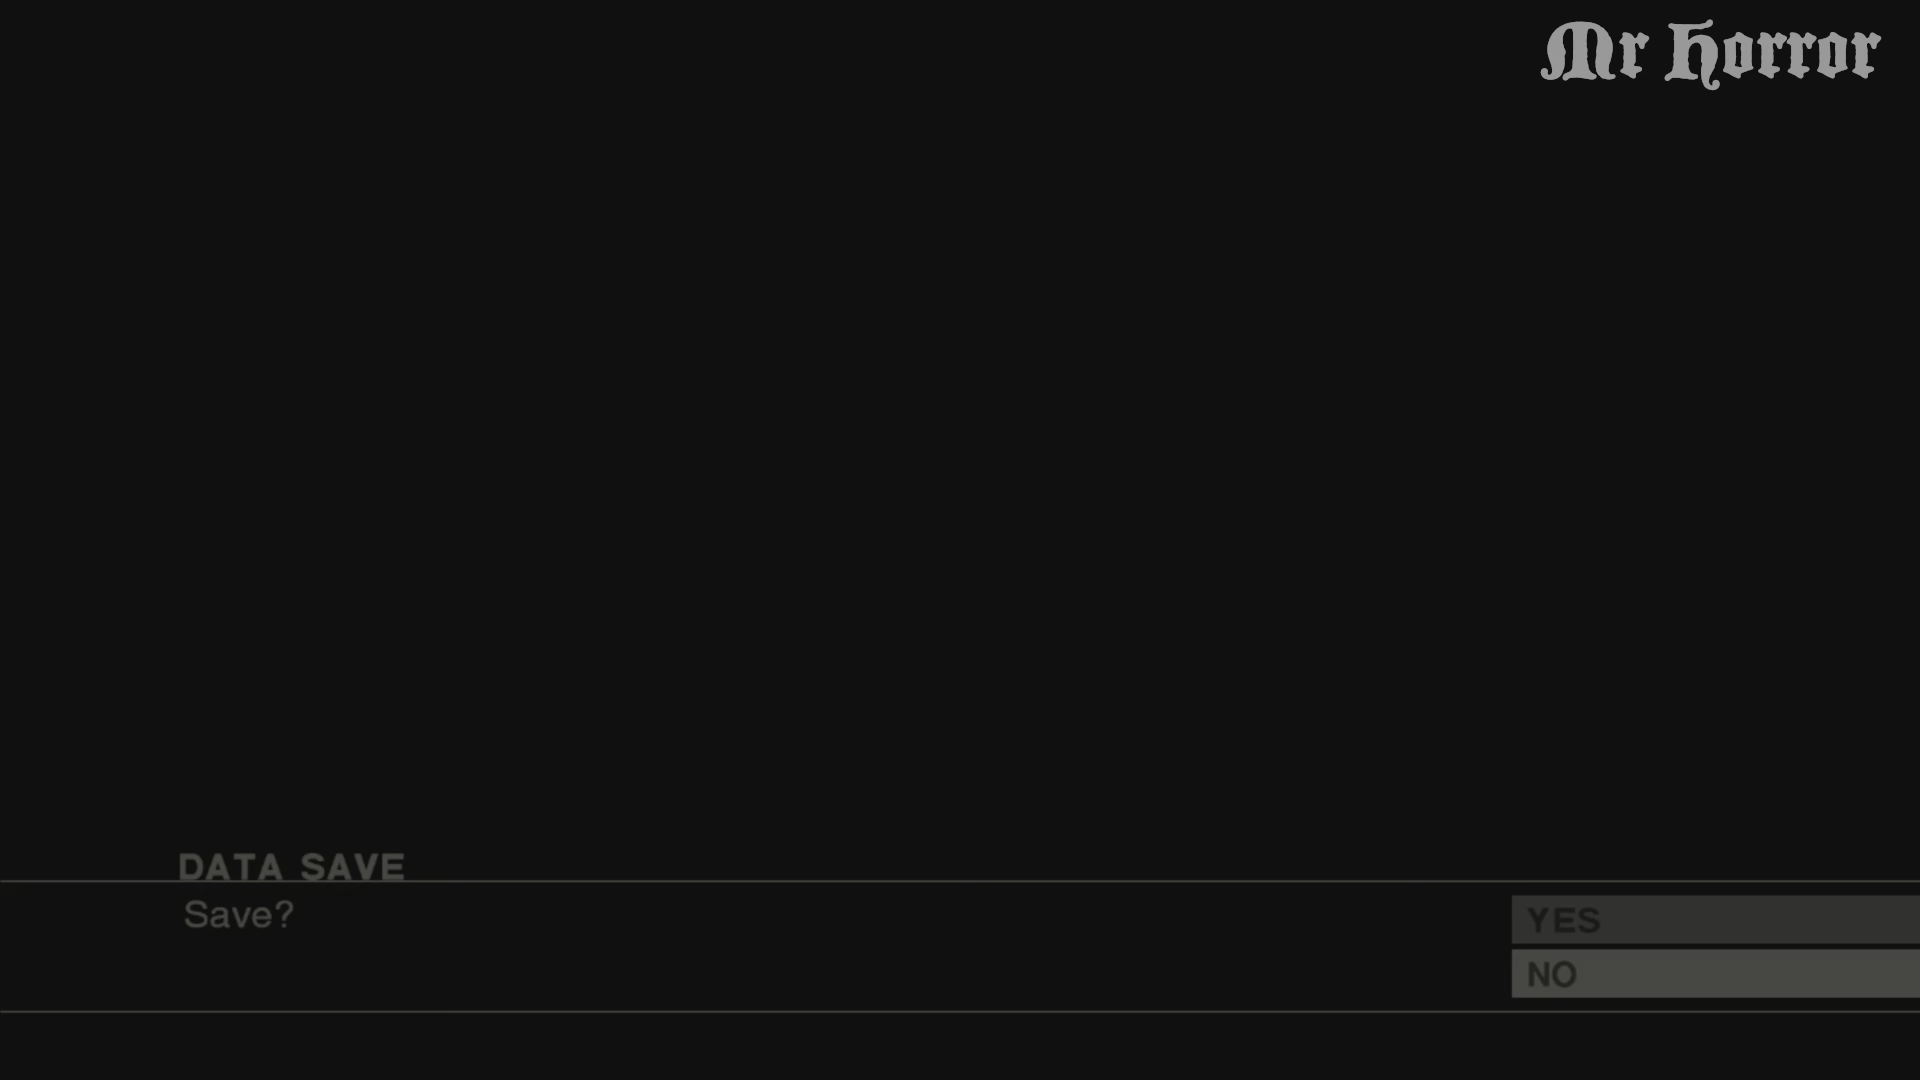 Mr Horror
DATA SAVE
Save?
YES
NO